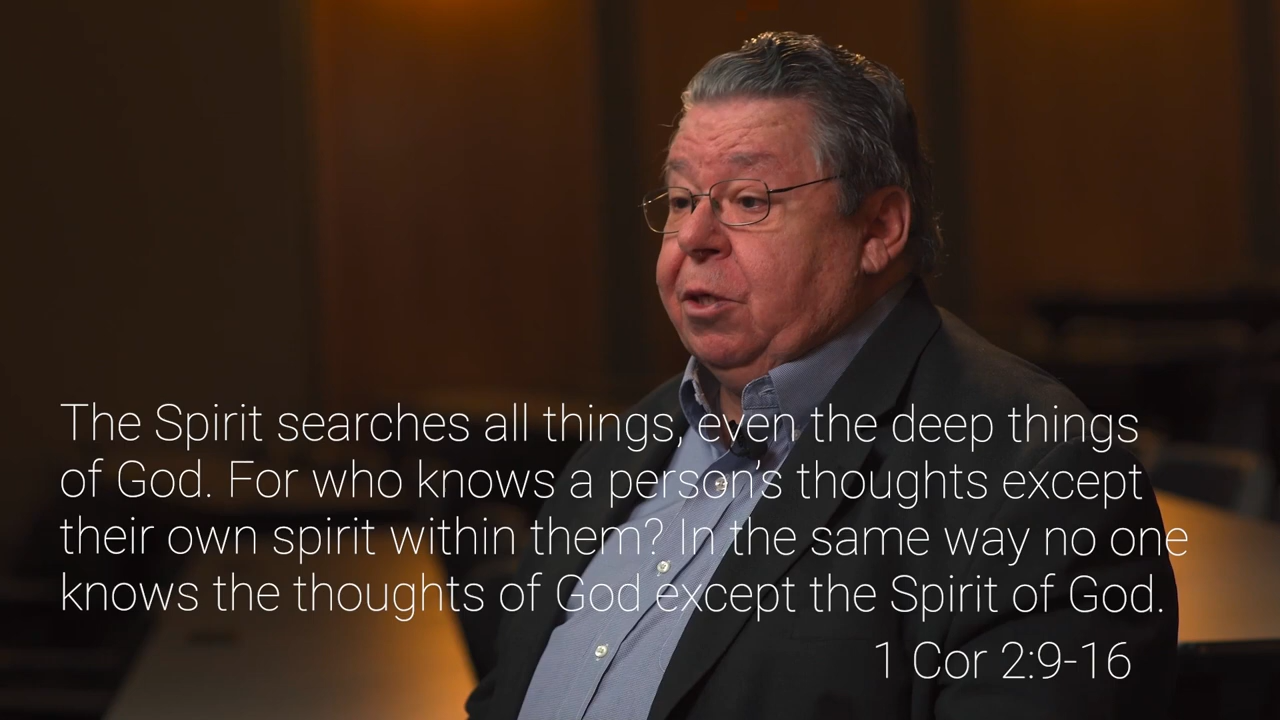 The Spirit searches all things, even the deep things
of God. For who knows a person's thoughts except
their own spirit within them? In the same way no one
knows the thoughts of God except the Spirit of God.
1 Cor 2:9-16